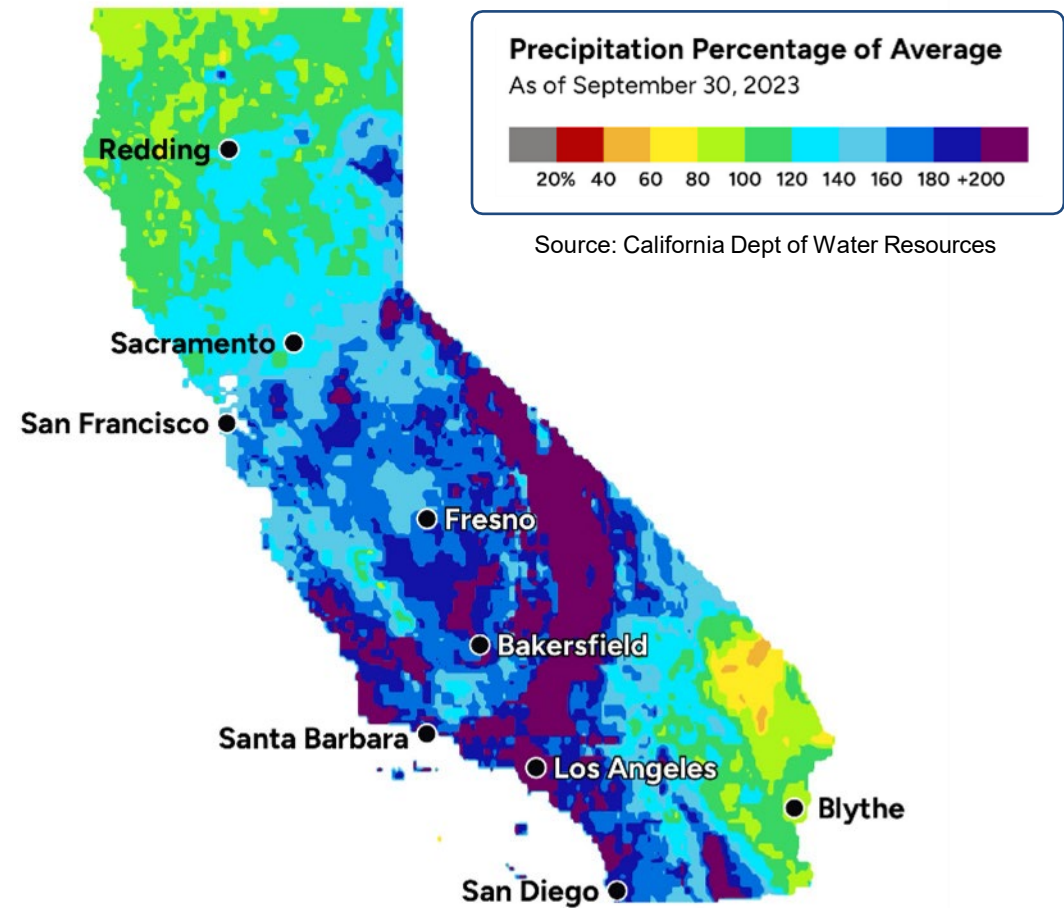 Precipitation Percentage of Average
As of September 30, 2023
20% 40 60 80 100 120 140 160 180 +200
Source: California Dept of Water Resources
Redding
Sacramento
San Francisco
Fresno
Bakersfield
Santa Barbara
Los Angeles
Blythe
San Diego